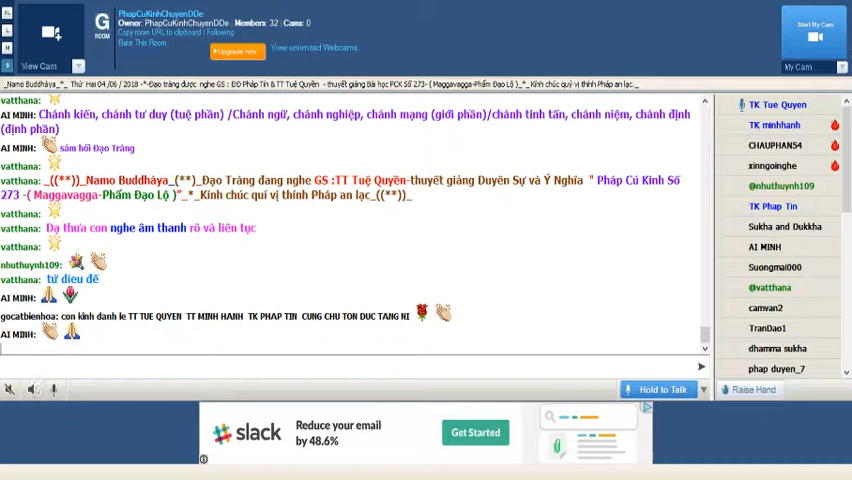 KL
L
M
S
View Cam
G
ROOM
PhapCuKinhChuyenDDe
Owner: PhapCuKinhChuyenDDe | Members: 32 | Cams: 0
Copy room URL to clipboard | Following
Rate This Room
Upgrade now
View unlimited Webcams
Start My Cam
My Cam
_Namo Buddhàya_*_ Thứ Hai 04 /06 / 2018 -*-Đạo tràng được nghe GS : ĐĐ Pháp Tín & TT Tuệ Quyền - thuyết giảng Bài học PCK Số 273- ( Maggavagga-Phẩm Đạo Lộ )_*_Kính chúc quý vị thính Pháp an lạc_
vatthana:
AI MINH: Chánh kiến, chánh tư duy (tuệ phần) /Chánh ngữ, chánh nghiệp, chánh mạng (giới phần)/chánh tinh tấn, chánh niệm, chánh định
(định phần)
AI MINH: sám hối Đạo Tràng
vatthana:
vatthana: _((**))_Namo Buddhàya_(**)_Đạo Tràng đang nghe GS :TT Tuệ Quyền-thuyết giảng Duyên Sự và Ý Nghĩa " Pháp Cú Kinh Số
273 -( Maggavagga-Phẩm Đạo Lộ )"_*_Kính chúc quí vị thính Pháp an lạc_((**))_
vatthana:
vatthana: Dạ thưa con nghe âm thanh rõ và liên tục
vatthana:
nhuthuynh109:
vatthana: tứ dieu đế
AI MINH:
gocatbienhoa: con kinh danh le TT TUE QUYEN TT MINH HANH TK PHAP TIN CUNG CHU TON DUC TANG NI
AI MINH:
TK Tue Quyen
TK minhhanh
CHAUPHAN54
xinngoinghe
@nhuthuynh109
TK Phap Tin
Sukha and Dukkha
AI MINH
Suongmai000
@vatthana
camvan2
TranDao1
dhamma sukha
phap duyen_7
Hold to Talk
Raise Hand
slack
Reduce your email
by 48.6%
Get Started